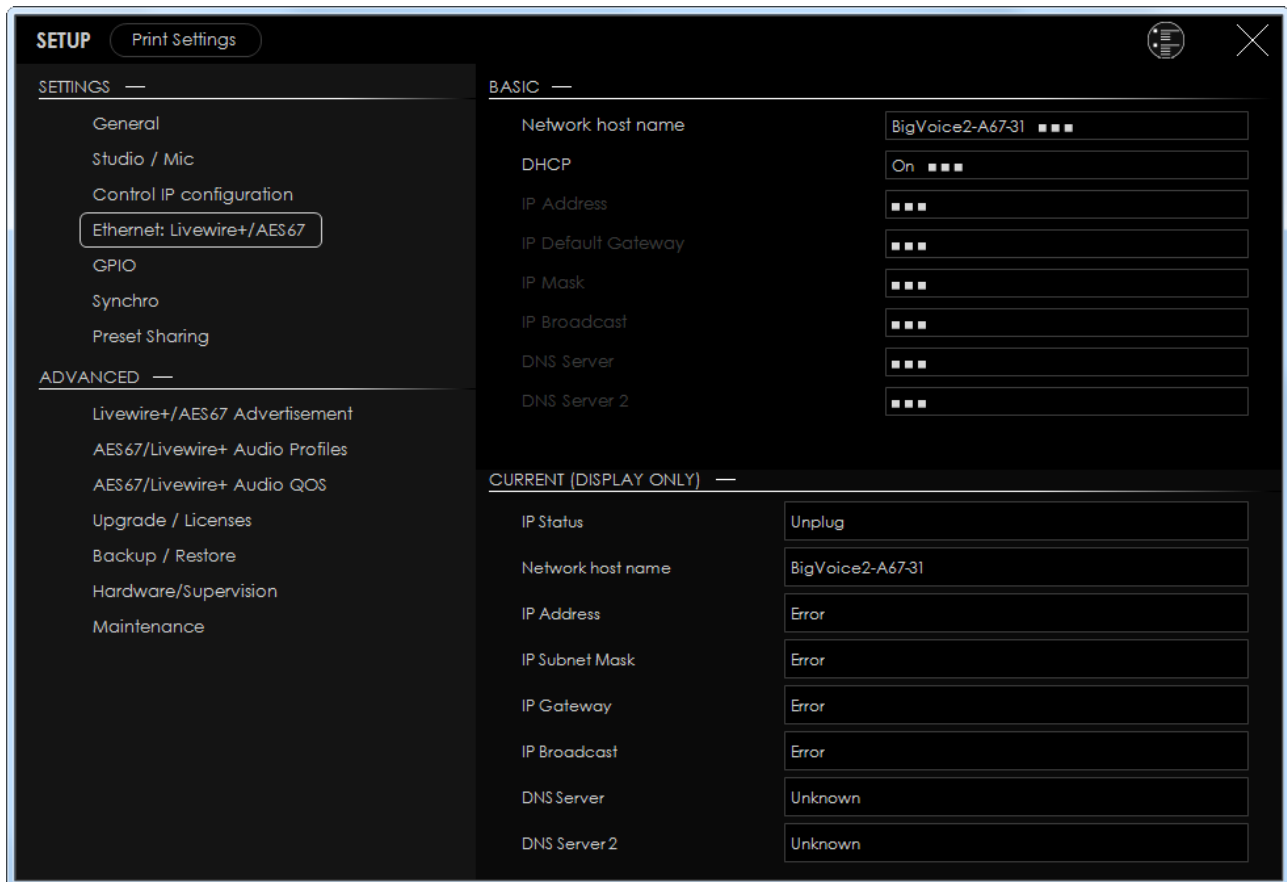 SETUP Print Settings
SETTINGS
General
Studio / Mic
Control IP configuration
Ethernet: Livewire+/AES67
GPIO
Synchro
Preset Sharing
ADVANCED
Livewire+/AES67 Advertisement
AES67/Livewire+ Audio Profiles
AES67/Livewire+ Audio QOS
Upgrade / Licenses
Backup / Restore
Hardware/Supervision
Maintenance
BASIC
Network host name BigVoice2-A67-31
DHCP On
IP Address
IP Default Gateway
IP Mask
IP Broadcast
DNS Server
DNS Server 2
CURRENT (DISPLAY ONLY)
IP Status Unplug
Network host name BigVoice2-A67-31
IP Address Error
IP Subnet Mask Error
IP Gateway Error
IP Broadcast Error
DNS Server Unknown
DNS Server 2 Unknown